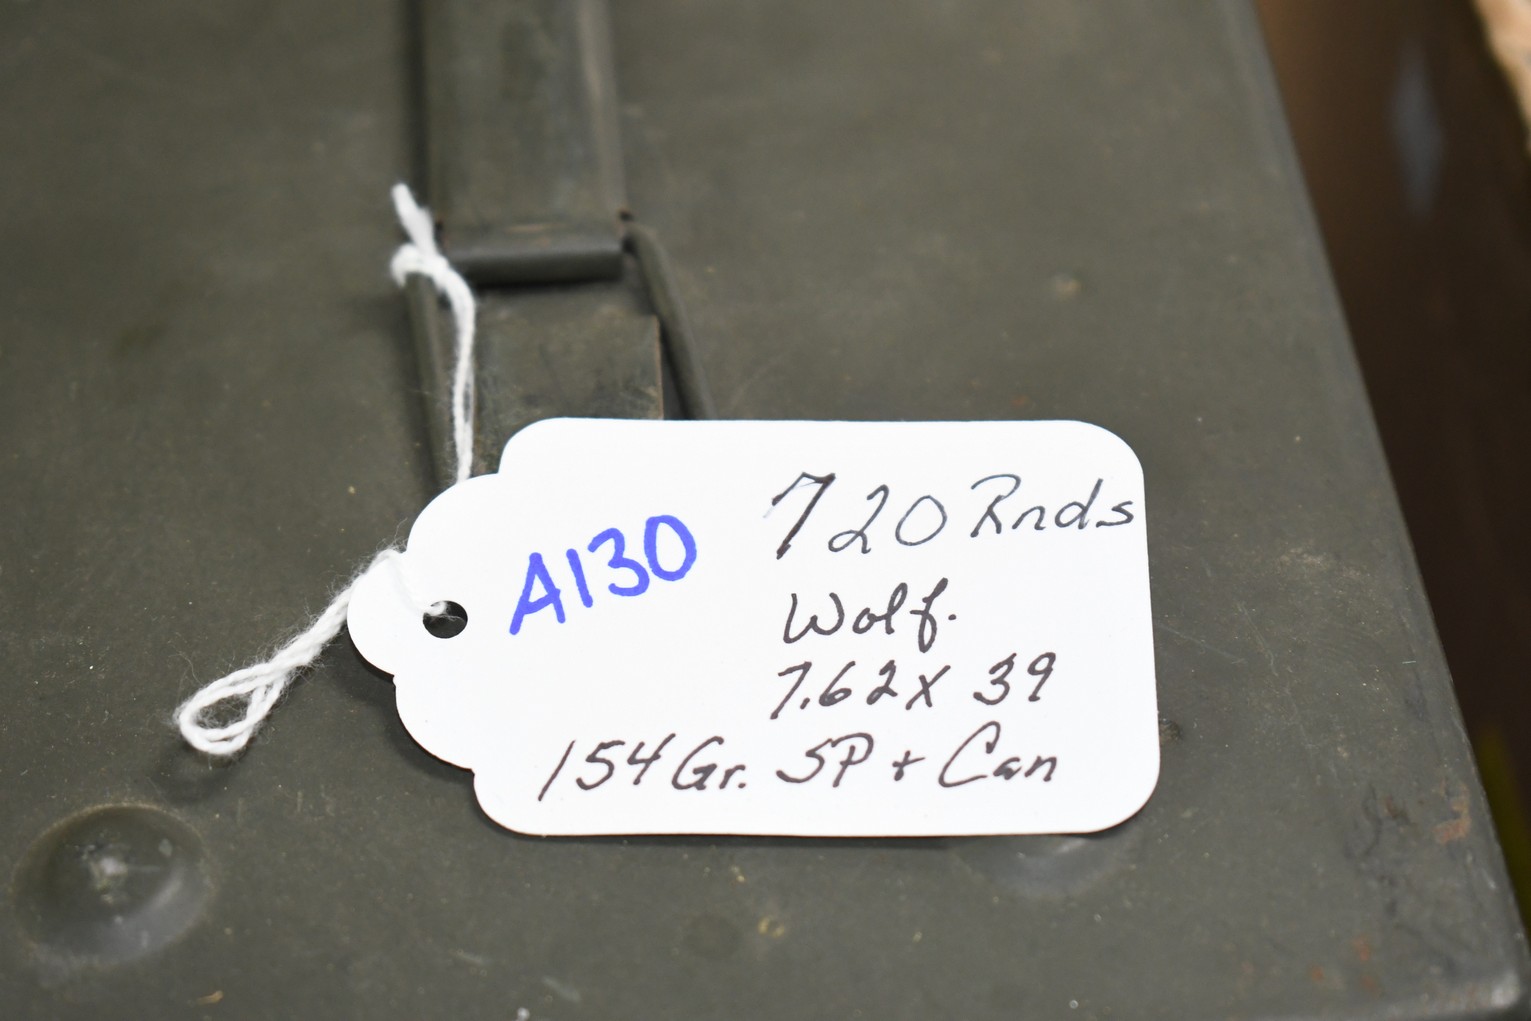 A130
720 Rnds
Wolf.
7.62x 39
154 Gr. SP + Can